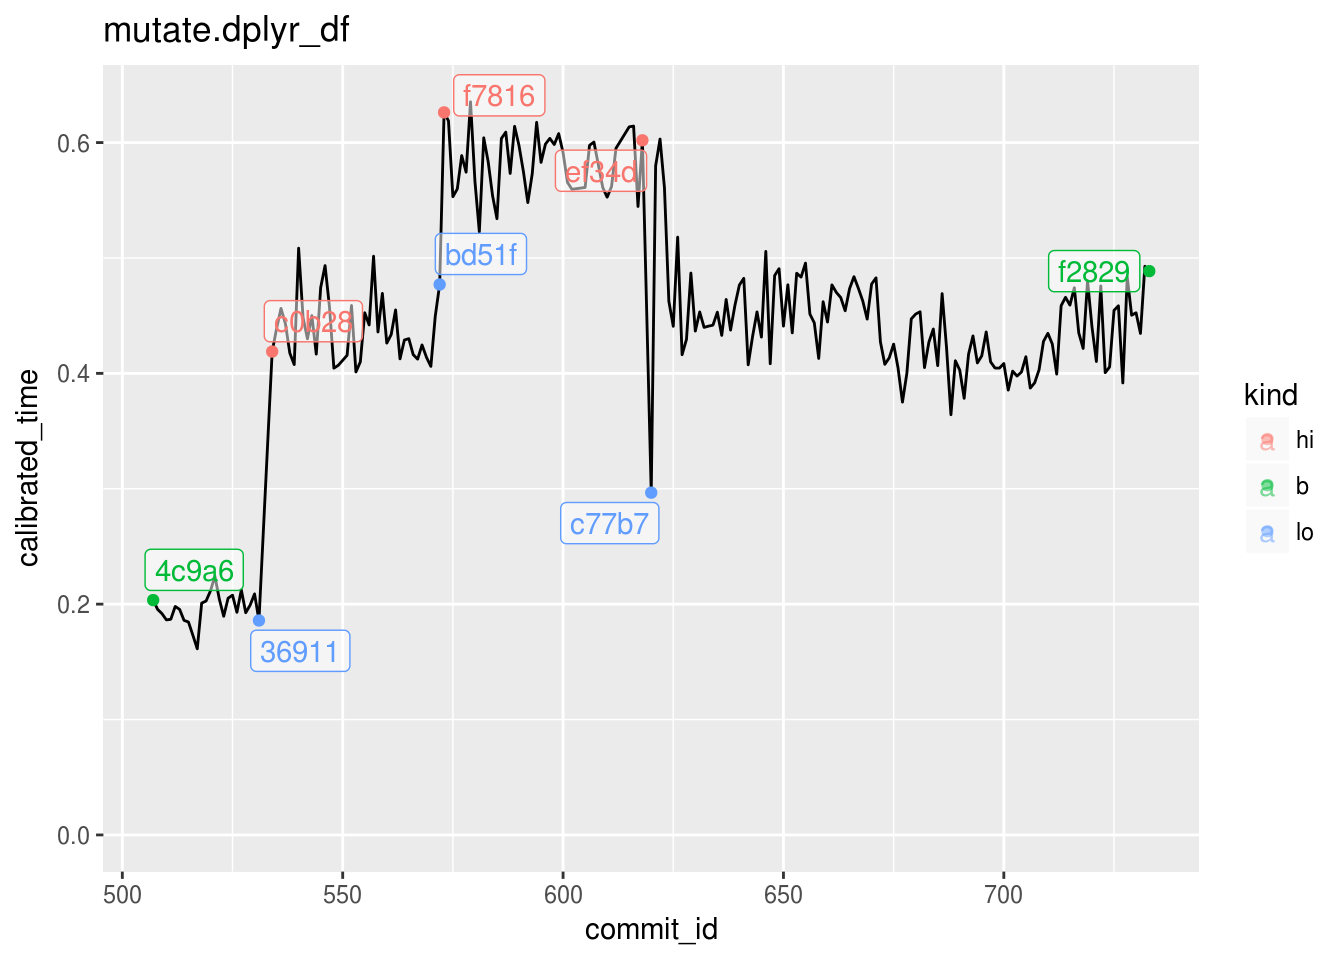 mutate.dplyr_df
f7816
ef34d
bd51f
c0b28
f2829
c77b7
4c9a6
36911
0.6
0.4
0.2
0.0
calibrated_time
500 550 600 650 700
commit_id
kind
a hi
a b
a lo